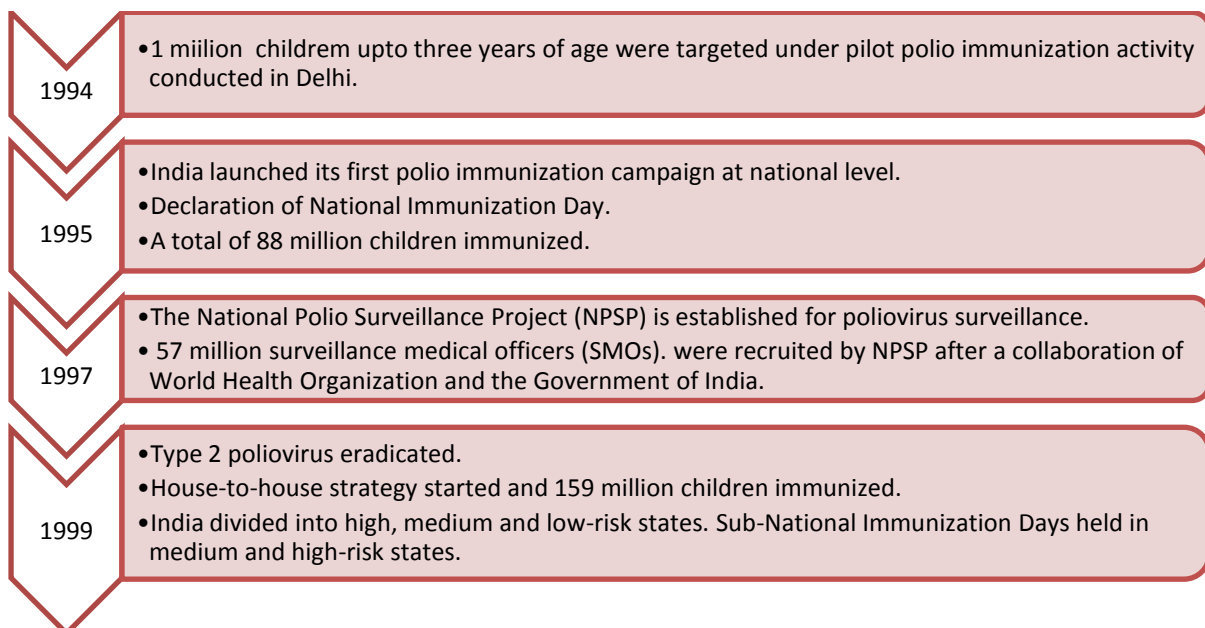 1994
•1 miilion  childrem upto three years of age were targeted under pilot polio immunization activity
conducted in Delhi.
1995
•India launched its first polio immunization campaign at national level.
•Declaration of National Immunization Day.
•A total of 88 million children immunized.
1997
•The National Polio Surveillance Project (NPSP) is established for poliovirus surveillance.
• 57 million surveillance medical officers (SMOs). were recruited by NPSP after a collaboration of
World Health Organization and the Government of India.
1999
•Type 2 poliovirus eradicated.
•House-to-house strategy started and 159 million children immunized.
•India divided into high, medium and low-risk states. Sub-National Immunization Days held in
medium and high-risk states.